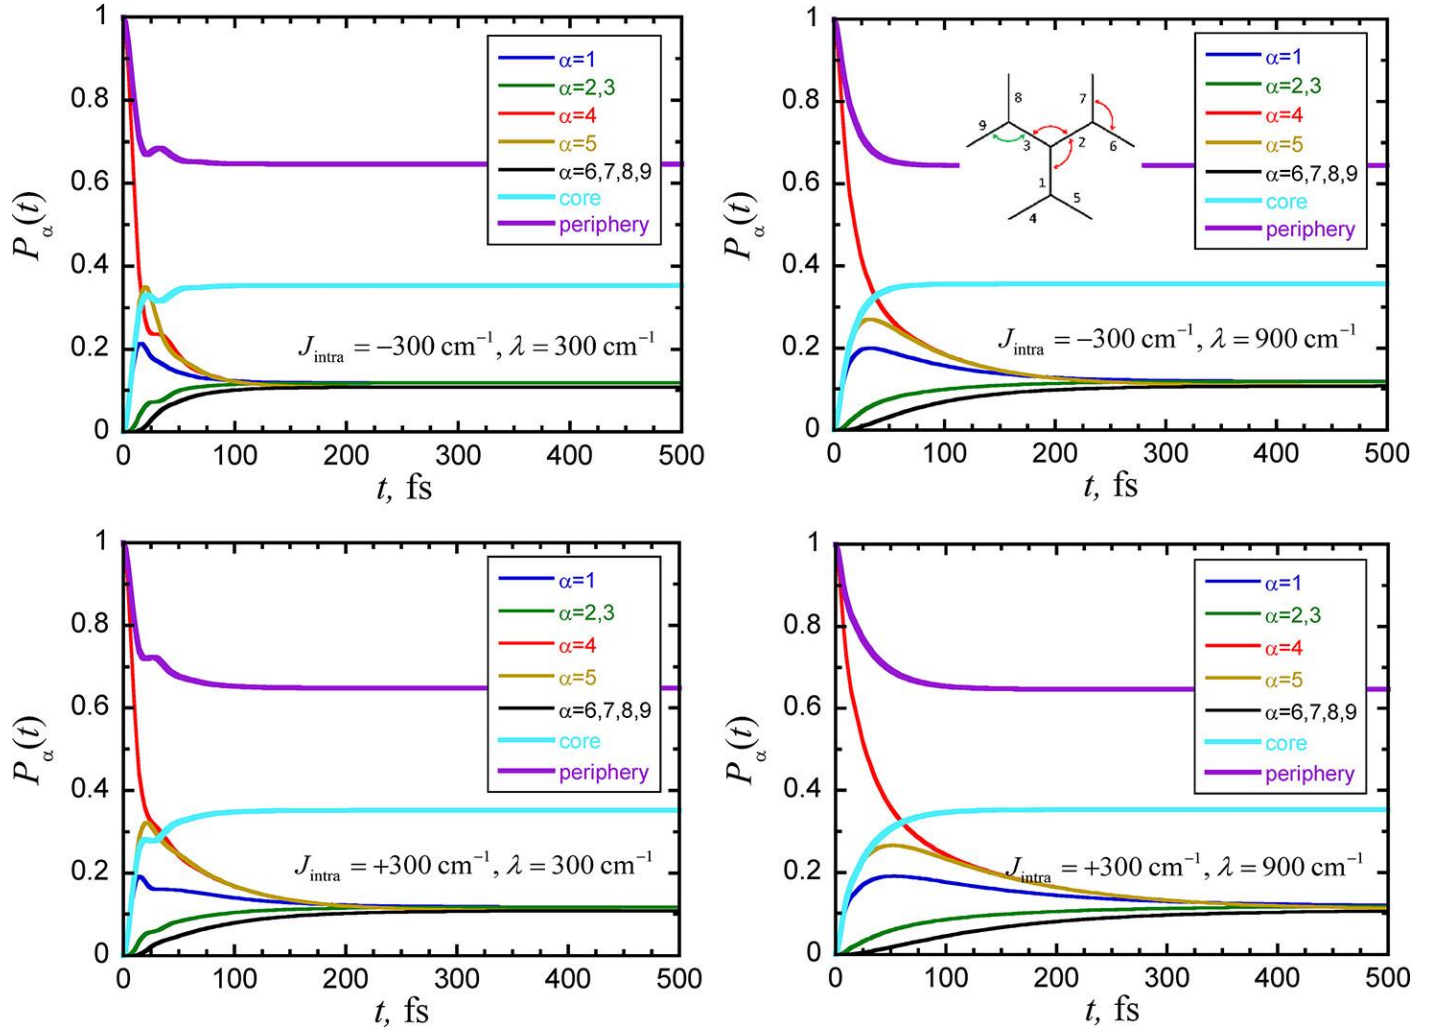 1
0.8
0.6
0.4
0.2
0
P_α(t)
α=1
α=2,3
α=4
α=5
α=6,7,8,9
core
periphery
J_intra = −300 cm⁻¹, λ = 300 cm⁻¹
0 100 200 300 400 500
t, fs
1
0.8
0.6
0.4
0.2
0
P_α(t)
8 7
9 3 2 6
1
4 5
α=1
α=2,3
α=4
α=5
α=6,7,8,9
core
periphery
J_intra = −300 cm⁻¹, λ = 900 cm⁻¹
0 100 200 300 400 500
t, fs
1
0.8
0.6
0.4
0.2
0
P_α(t)
α=1
α=2,3
α=4
α=5
α=6,7,8,9
core
periphery
J_intra = +300 cm⁻¹, λ = 300 cm⁻¹
0 100 200 300 400 500
t, fs
1
0.8
0.6
0.4
0.2
0
P_α(t)
α=1
α=2,3
α=4
α=5
α=6,7,8,9
core
periphery
J_intra = +300 cm⁻¹, λ = 900 cm⁻¹
0 100 200 300 400 500
t, fs